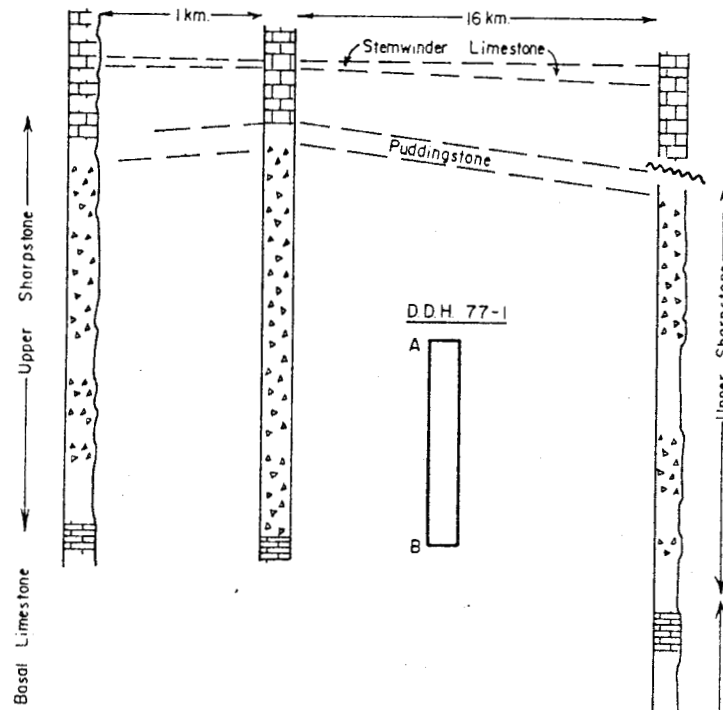 1 km.
16 km.
Stemwinder Limestone
Puddingstone
Upper Sharpstone
D.D.H. 77-1
A
B
Basal Limestone
Upper Sharpstone